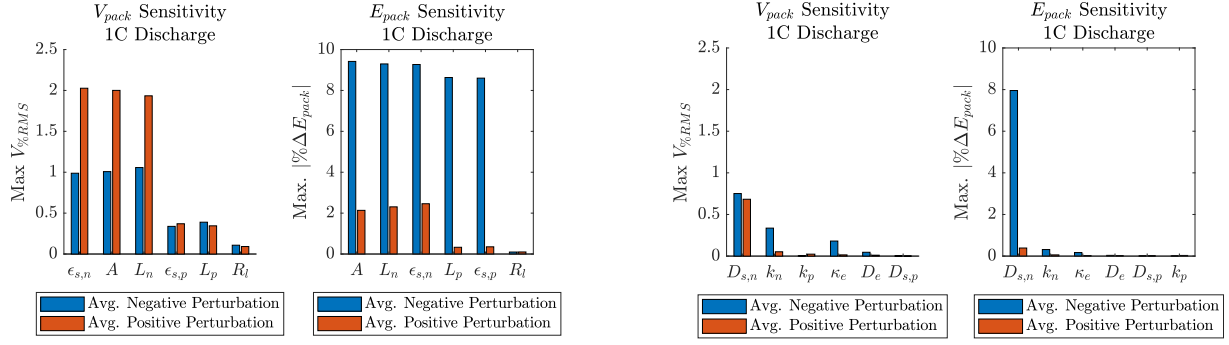 V_pack Sensitivity
1C Discharge
Max V_%RMS
2.5
2
1.5
1
0.5
0
ϵ_s,n A L_n ϵ_s,p L_p R_l
Avg. Negative Perturbation
Avg. Positive Perturbation
E_pack Sensitivity
1C Discharge
Max. |%ΔE_pack|
10
8
6
4
2
0
A L_n ϵ_s,n L_p ϵ_s,p R_l
Avg. Negative Perturbation
Avg. Positive Perturbation
V_pack Sensitivity
1C Discharge
Max V_%RMS
2.5
2
1.5
1
0.5
0
D_s,n k_n k_p κ_e D_e D_s,p
Avg. Negative Perturbation
Avg. Positive Perturbation
E_pack Sensitivity
1C Discharge
Max. |%ΔE_pack|
10
8
6
4
2
0
D_s,n k_n κ_e D_e D_s,p k_p
Avg. Negative Perturbation
Avg. Positive Perturbation